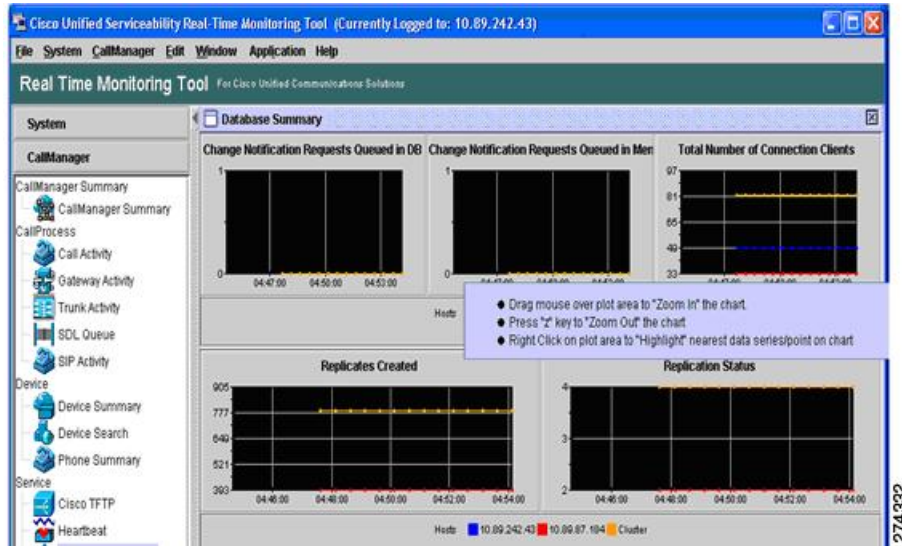 Cisco Unified Serviceability Real-Time Monitoring Tool (Currently Logged to: 10.89.242.43)
File System CallManager Edit Window Application Help
Real Time Monitoring Tool For Cisco Unified Communications Solutions
System
CallManager
CallManager Summary
CallManager Summary
CallProcess
Call Activity
Gateway Activity
Trunk Activity
SDL Queue
SIP Activity
Device
Device Summary
Device Search
Phone Summary
Service
Cisco TFTP
Heartbeat
Database Summary
Change Notification Requests Queued in DB
1
0
04:47:00 04:50:00 04:53:00
Change Notification Requests Queued in Mem
1
0
Total Number of Connection Clients
97
81
65
49
33
Hosts
● Drag mouse over plot area to "Zoom In" the chart.
● Press "z" key to "Zoom Out" the chart
● Right Click on plot area to "Highlight" nearest data series/point on chart
Replicates Created
905
777
649
521
393
04:46:00 04:48:00 04:50:00 04:52:00 04:54:00
Replication Status
4
3
2
04:46:00 04:48:00 04:50:00 04:52:00 04:54:00
Hosts 10.89.242.43 10.89.87.184 Cluster
274332